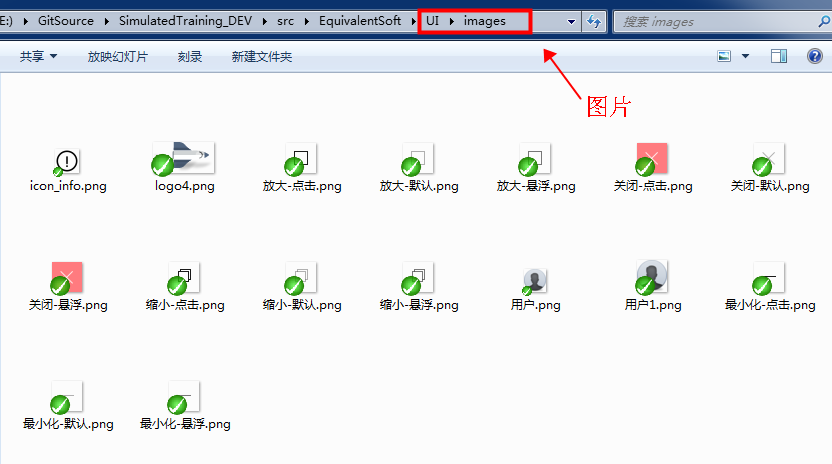 E:) GitSource SimulatedTraining_DEV src EquivalentSoft UI images 搜索 images
共享 放映幻灯片 刻录 新建文件夹
图片
icon_info.png logo4.png 放大-点击.png 放大-默认.png 放大-悬浮.png 关闭-点击.png 关闭-默认.png
关闭-悬浮.png 缩小-点击.png 缩小-默认.png 缩小-悬浮.png 用户.png 用户1.png 最小化-点击.png
最小化-默认.png 最小化-悬浮.png